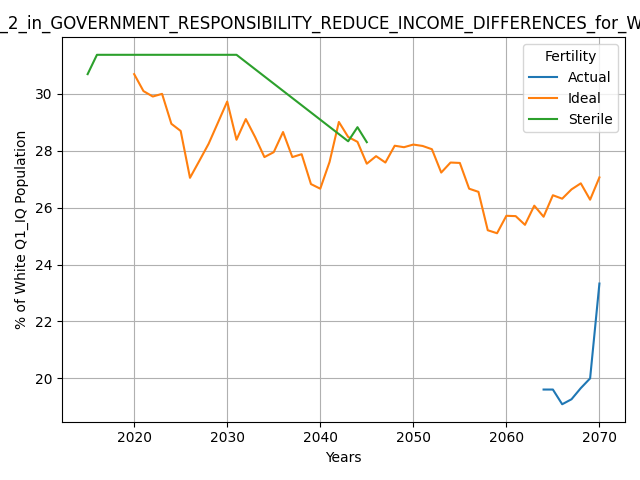 _2_in_GOVERNMENT_RESPONSIBILITY_REDUCE_INCOME_DIFFERENCES_for_W
Fertility
Actual
Ideal
Sterile
% of White Q1_IQ Population
30
28
26
24
22
20
2020 2030 2040 2050 2060 2070
Years